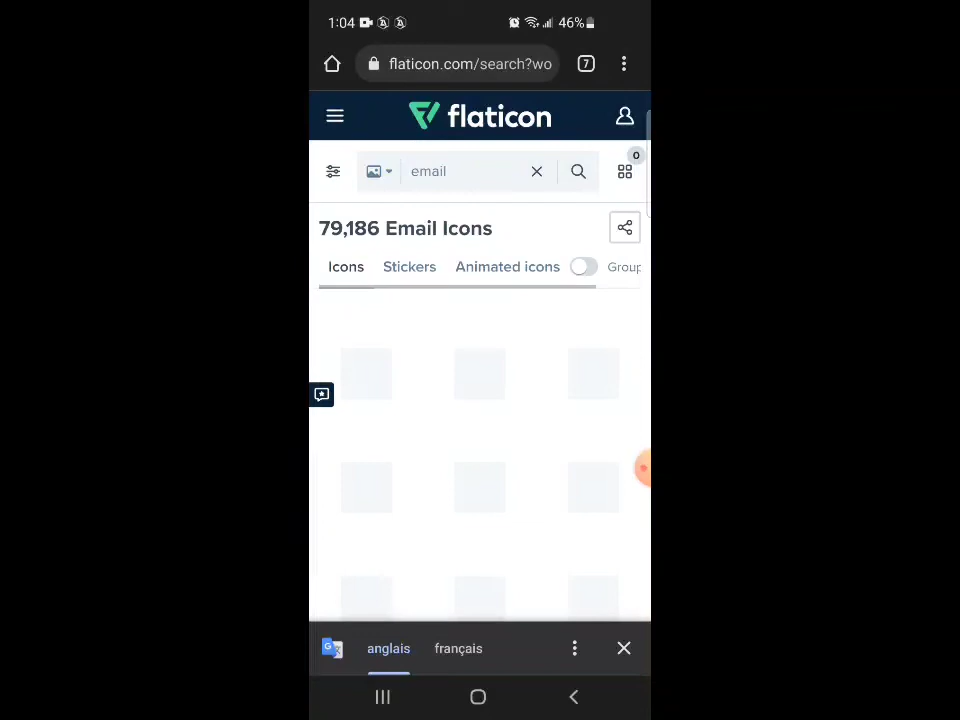 1:04 46%
flaticon.com/search?wo 7
flaticon
email 0
79,186 Email Icons
Icons Stickers Animated icons Group
anglais français